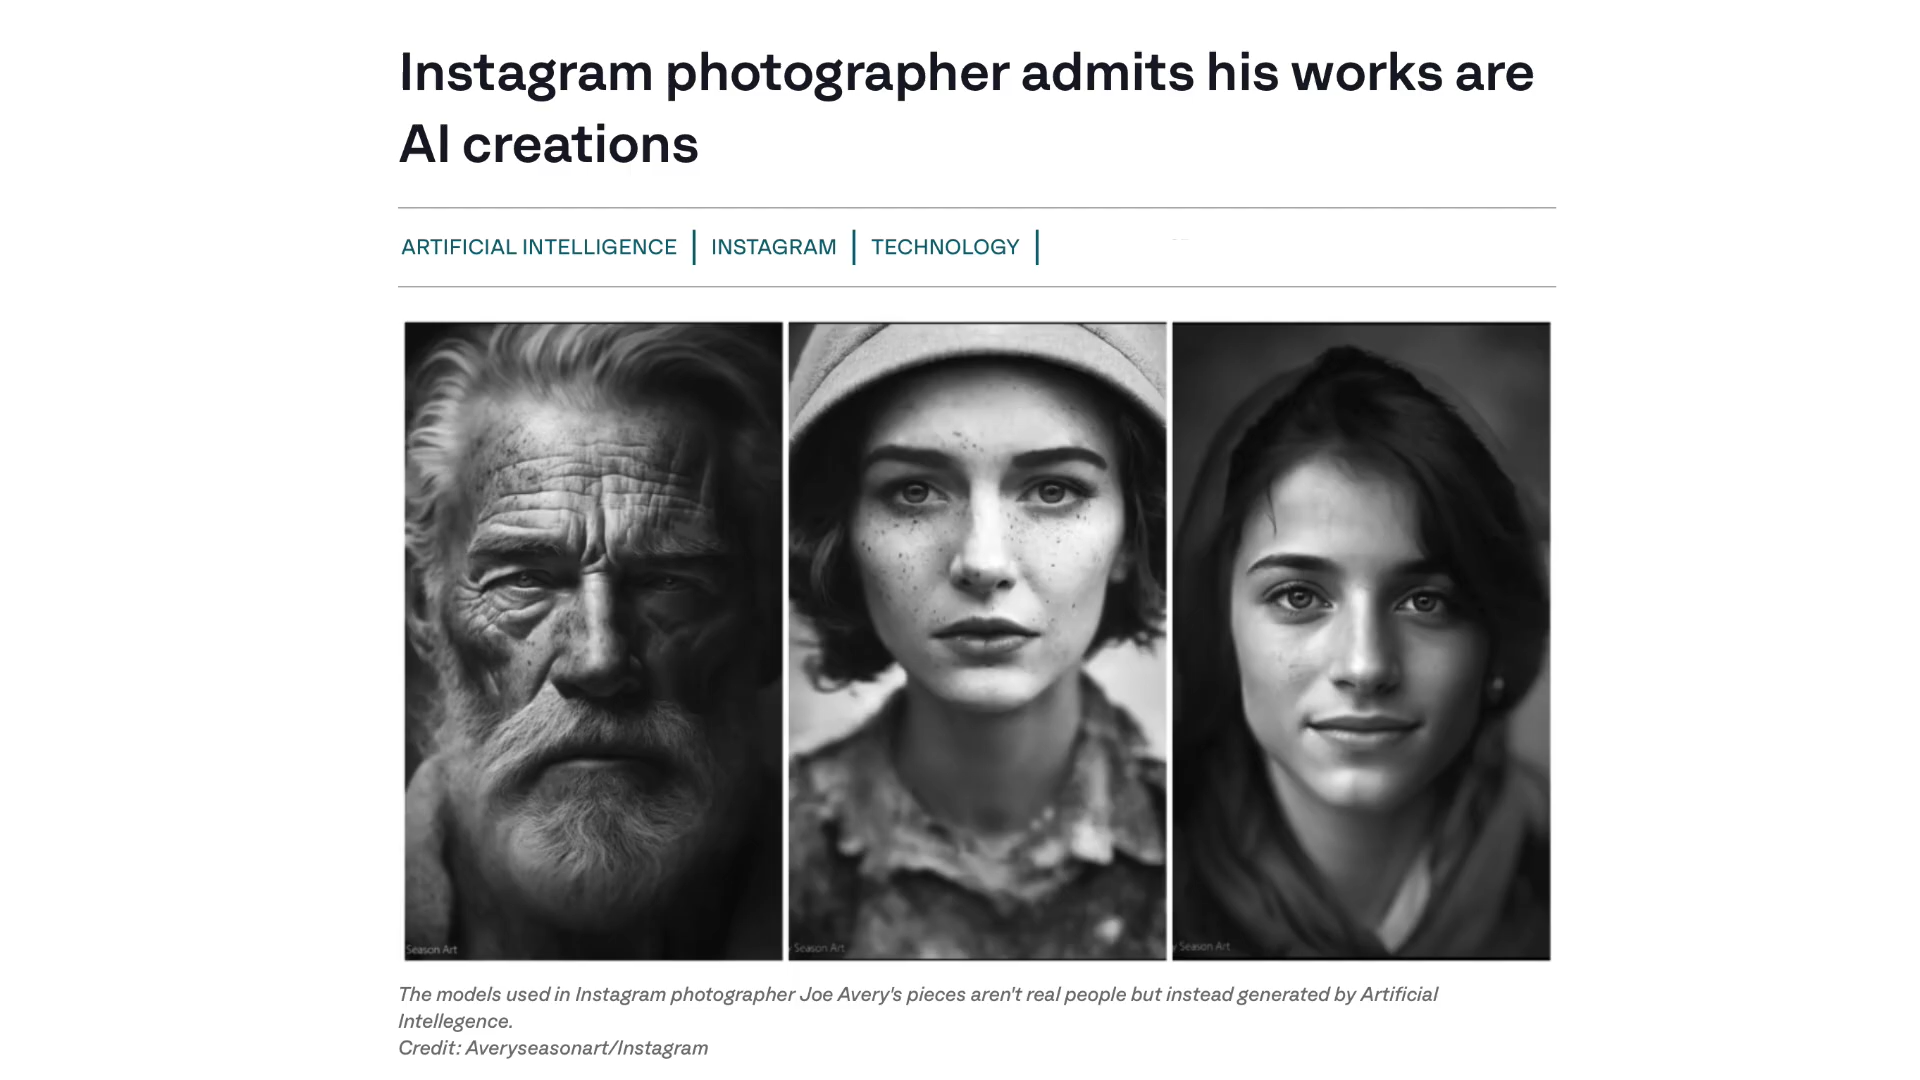 Instagram photographer admits his works are
AI creations
ARTIFICIAL INTELLIGENCE | INSTAGRAM | TECHNOLOGY |
Season Art
Season Art
Season Art
The models used in Instagram photographer Joe Avery's pieces aren't real people but instead generated by Artificial
Intellegence.
Credit: Averyseasonart/Instagram